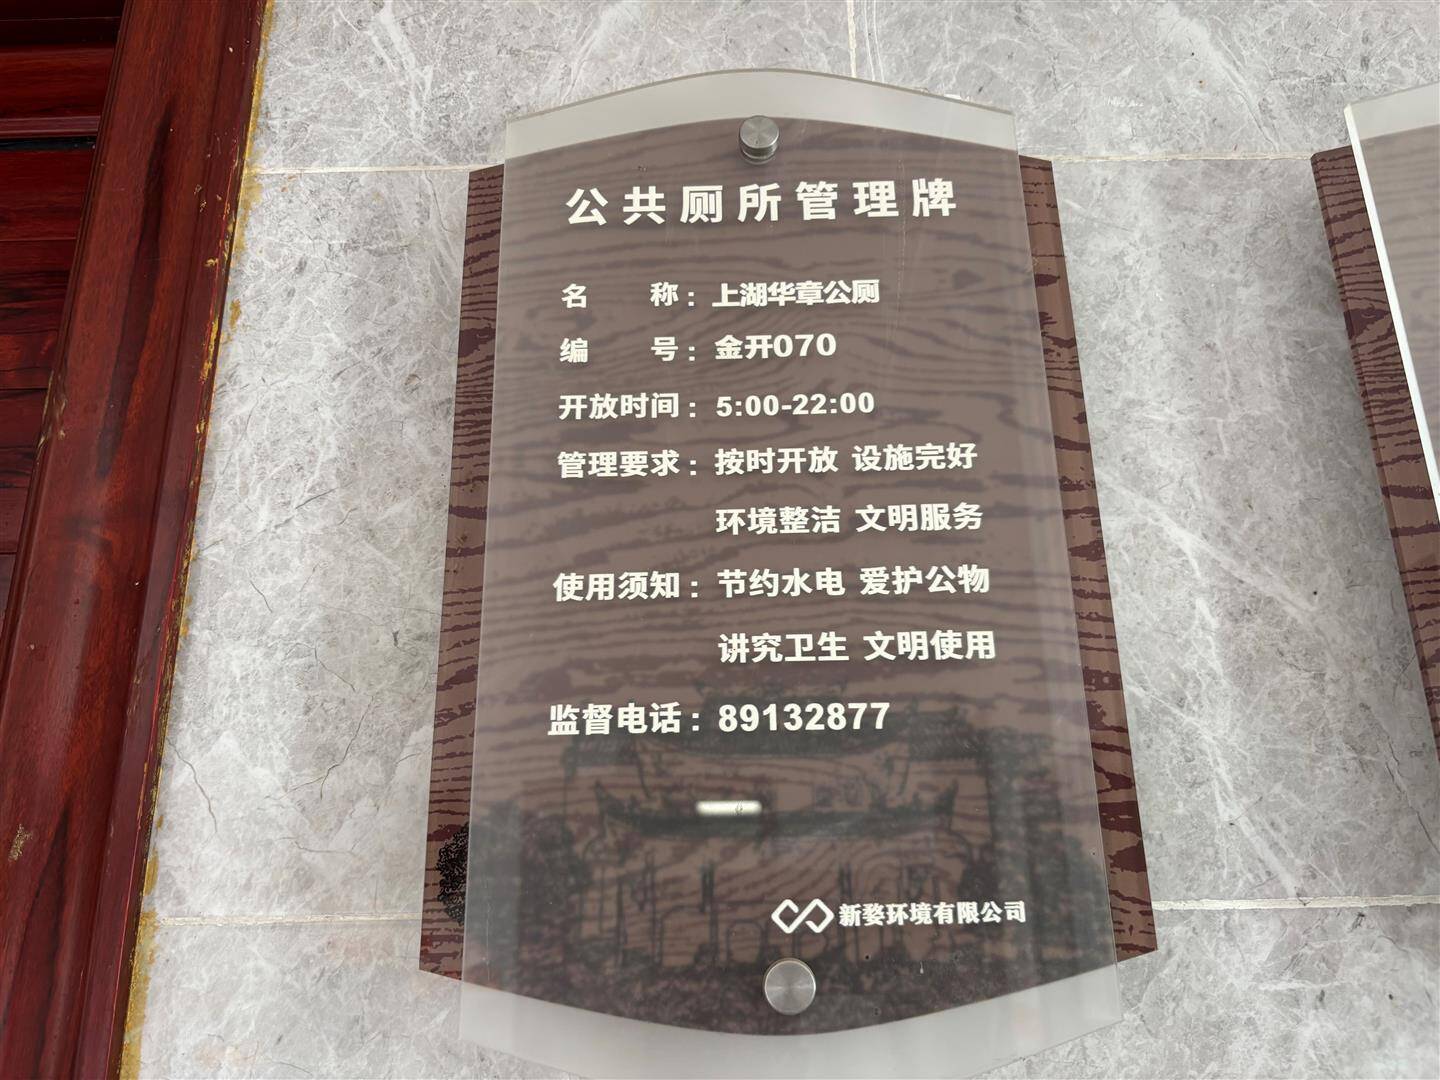 公共厕所管理牌
名 称：上湖华章公厕
编 号：金开070
开放时间：5:00-22:00
管理要求：按时开放 设施完好
环境整洁 文明服务
使用须知：节约水电 爱护公物
讲究卫生 文明使用
监督电话：89132877
新婺环境有限公司